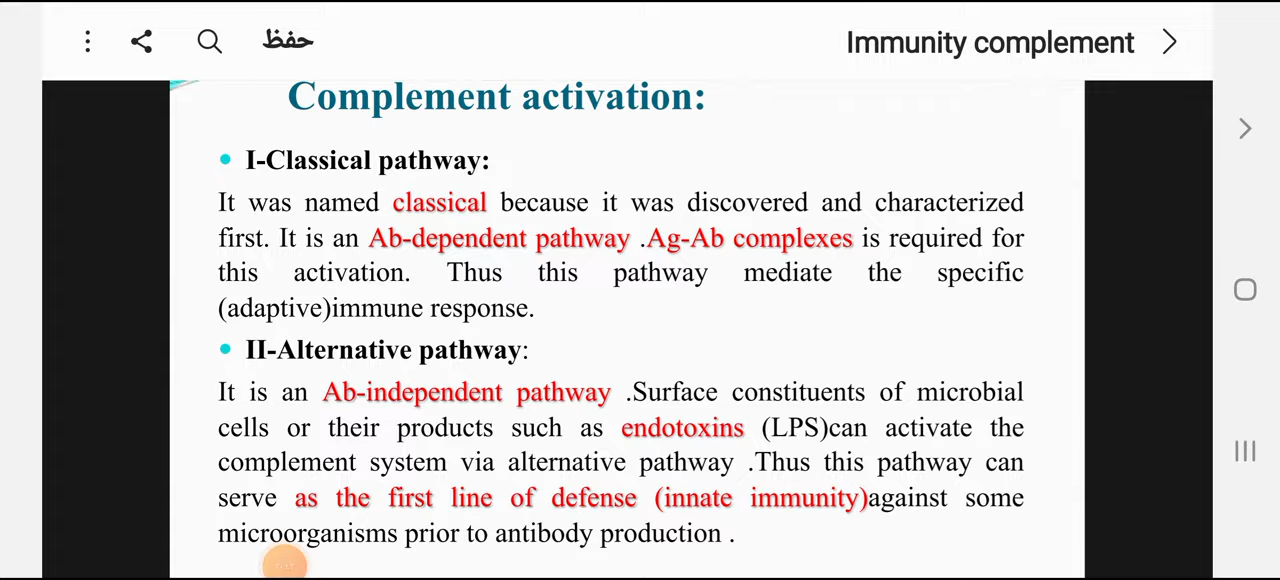 حفظ
Immunity complement
Complement activation:
I-Classical pathway:
It was named classical because it was discovered and characterized
first. It is an Ab-dependent pathway .Ag-Ab complexes is required for
this activation. Thus this pathway mediate the specific
(adaptive)immune response.
II-Alternative pathway:
It is an Ab-independent pathway .Surface constituents of microbial
cells or their products such as endotoxins (LPS)can activate the
complement system via alternative pathway .Thus this pathway can
serve as the first line of defense (innate immunity)against some
microorganisms prior to antibody production .